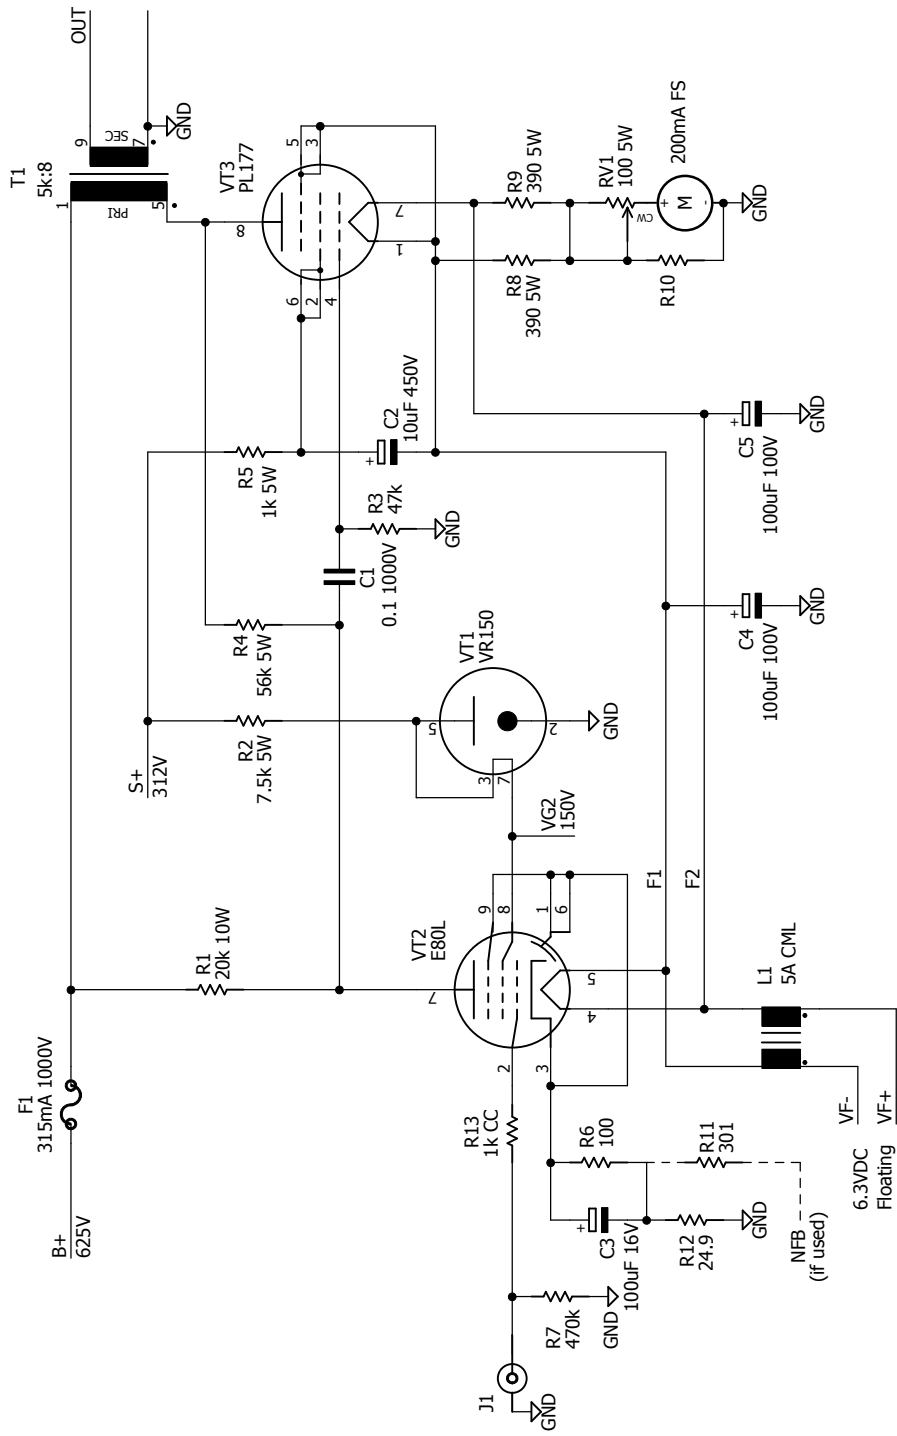 B+
625V
F1
315mA 1000V
R1
20k 10W
S+
312V
R2
7.5k 5W
R4
56k 5W
R5
1k 5W
T1
5k:8
1
5
PRI
SEC
9
7
OUT
GND
VT3
PL177
8
5
3
6
2
4
1
7
C1
0.1 1000V
R3
47k
GND
C2
10uF 450V
+
VT1
VR150
5
3
7
2
GND
VG2
150V
VT2
E80L
7
9
8
1
6
2
3
4
5
R13
1k CC
J1
GND
R7
470k
GND
C3
100uF 16V
+
R6
100
R12
24.9
GND
R11
301
NFB
(if used)
F1
F2
L1
5A CML
VF-
VF+
6.3VDC
Floating
C4
100uF 100V
+
GND
C5
100uF 100V
+
GND
R8
390 5W
R9
390 5W
RV1
100 5W
CW
R10
M
+
-
200mA FS
GND